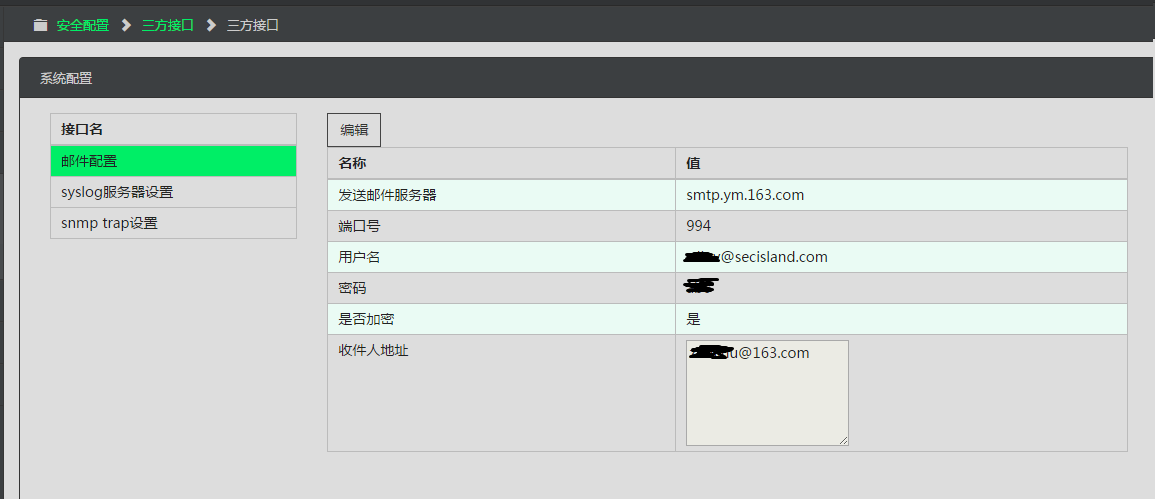 安全配置 三方接口 三方接口
系统配置
接口名
邮件配置
syslog服务器设置
snmp trap设置
编辑
名称 值
发送邮件服务器 smtp.ym.163.com
端口号 994
用户名 @secisland.com
密码
是否加密 是
收件人地址 u@163.com